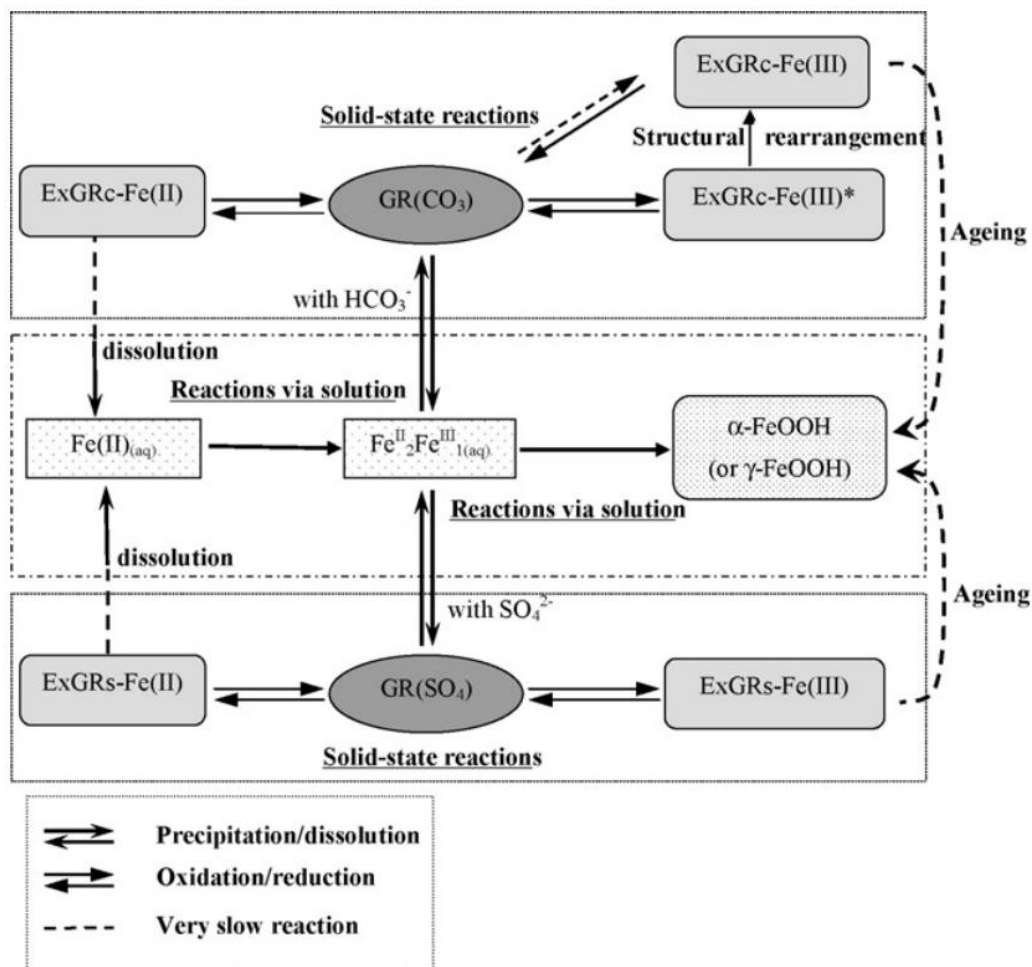 ExGRc-Fe(III)
Solid-state reactions
Structural rearrangement
ExGRc-Fe(II)
GR(CO₃)
ExGRc-Fe(III)*
Ageing
with HCO₃⁻
dissolution
Reactions via solution
Fe(II)₍aq₎
Feᴵᴵ₂Feᴵᴵᴵ₁₍aq₎
α-FeOOH
(or γ-FeOOH)
Reactions via solution
dissolution
Ageing
with SO₄²⁻
ExGRs-Fe(II)
GR(SO₄)
ExGRs-Fe(III)
Solid-state reactions
Precipitation/dissolution
Oxidation/reduction
Very slow reaction